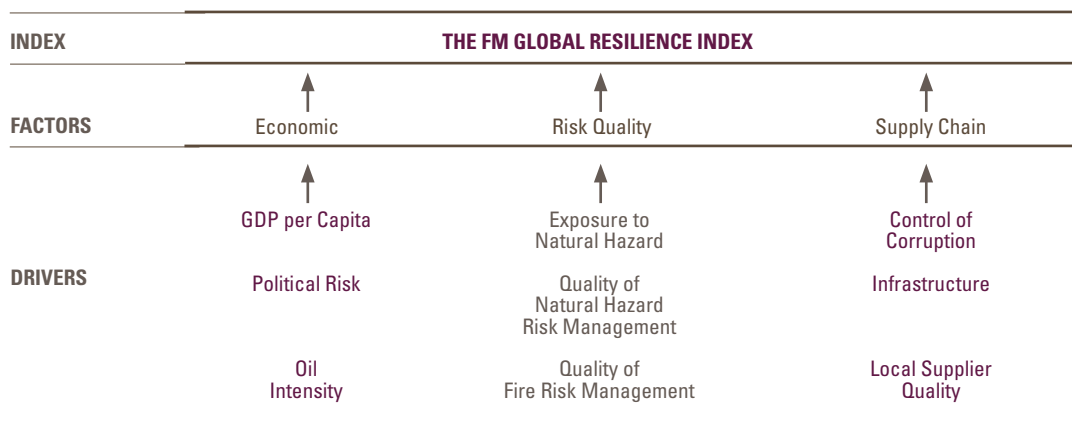 INDEX
THE FM GLOBAL RESILIENCE INDEX
FACTORS
Economic
Risk Quality
Supply Chain
GDP per Capita
Exposure to
Natural Hazard
Control of
Corruption
DRIVERS
Political Risk
Quality of
Natural Hazard
Risk Management
Infrastructure
Oil
Intensity
Quality of
Fire Risk Management
Local Supplier
Quality